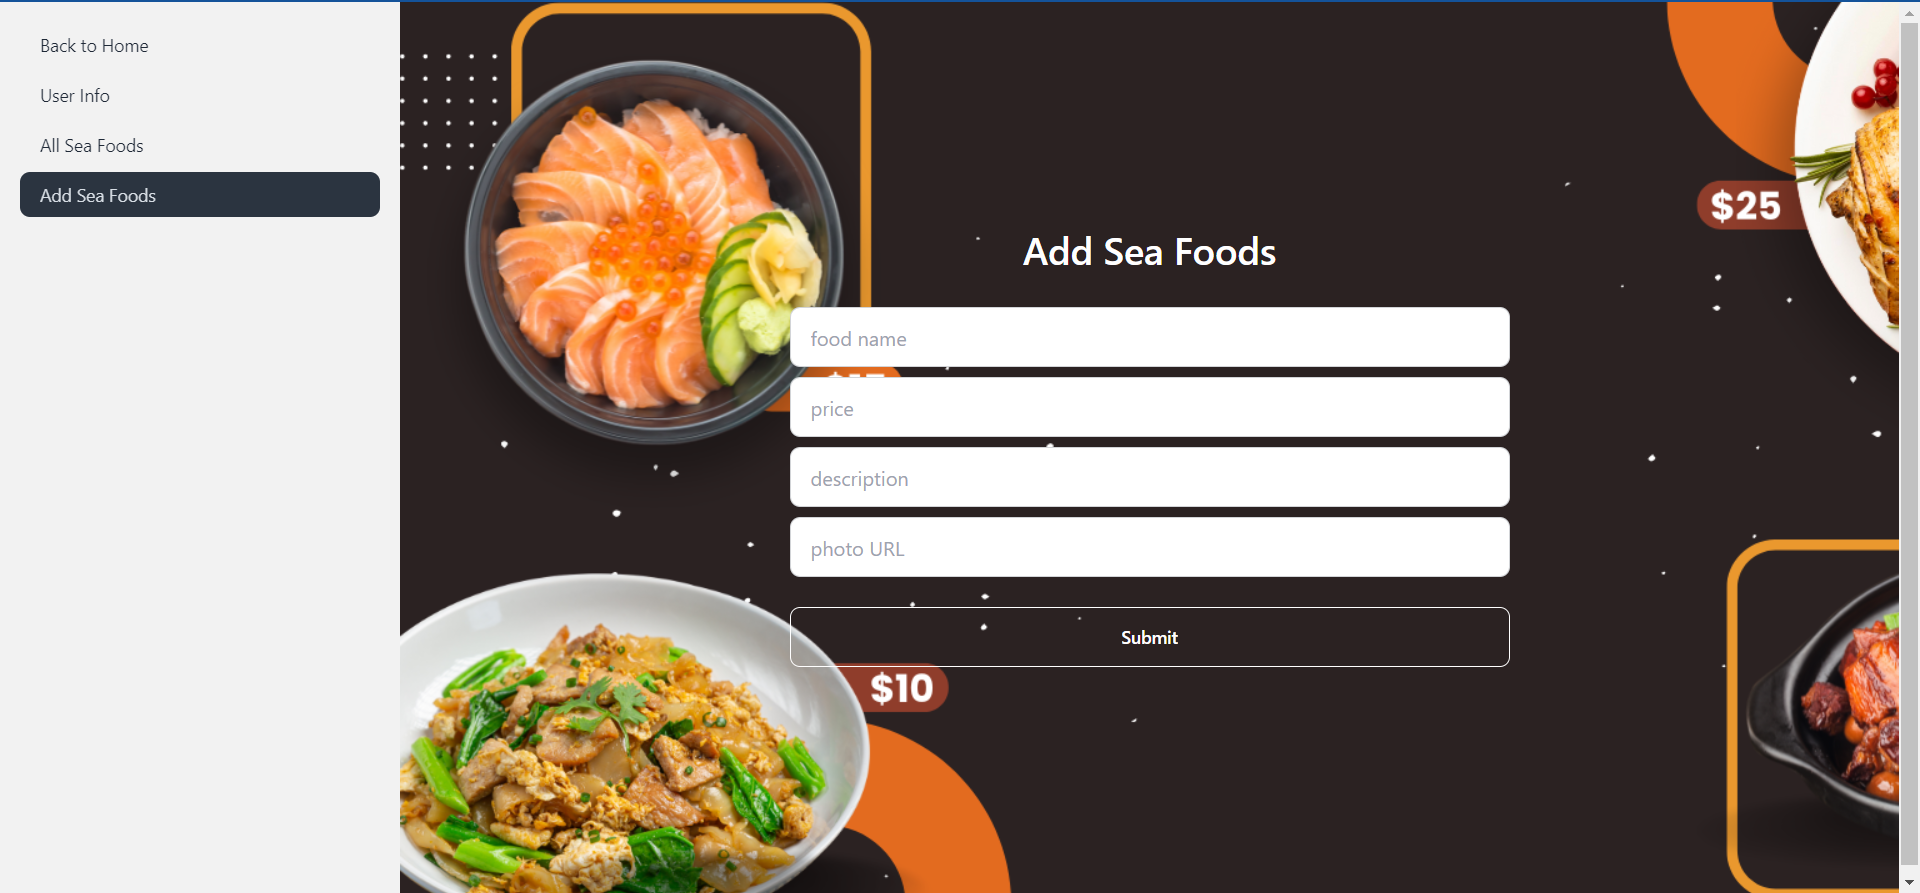 Back to Home
User Info
All Sea Foods
Add Sea Foods
$25
Add Sea Foods
food name
price
description
photo URL
Submit
$10